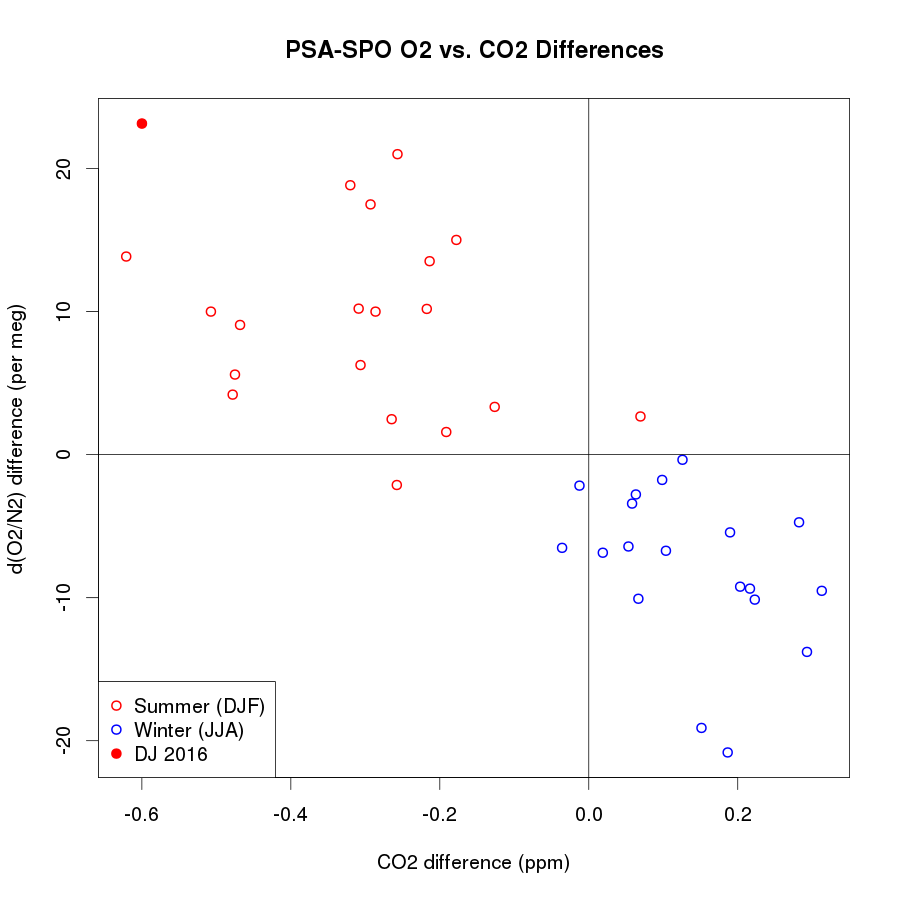 PSA-SPO O2 vs. CO2 Differences
d(O2/N2) difference (per meg)
20
10
0
-10
-20
Summer (DJF)
Winter (JJA)
DJ 2016
-0.6 -0.4 -0.2 0.0 0.2
CO2 difference (ppm)